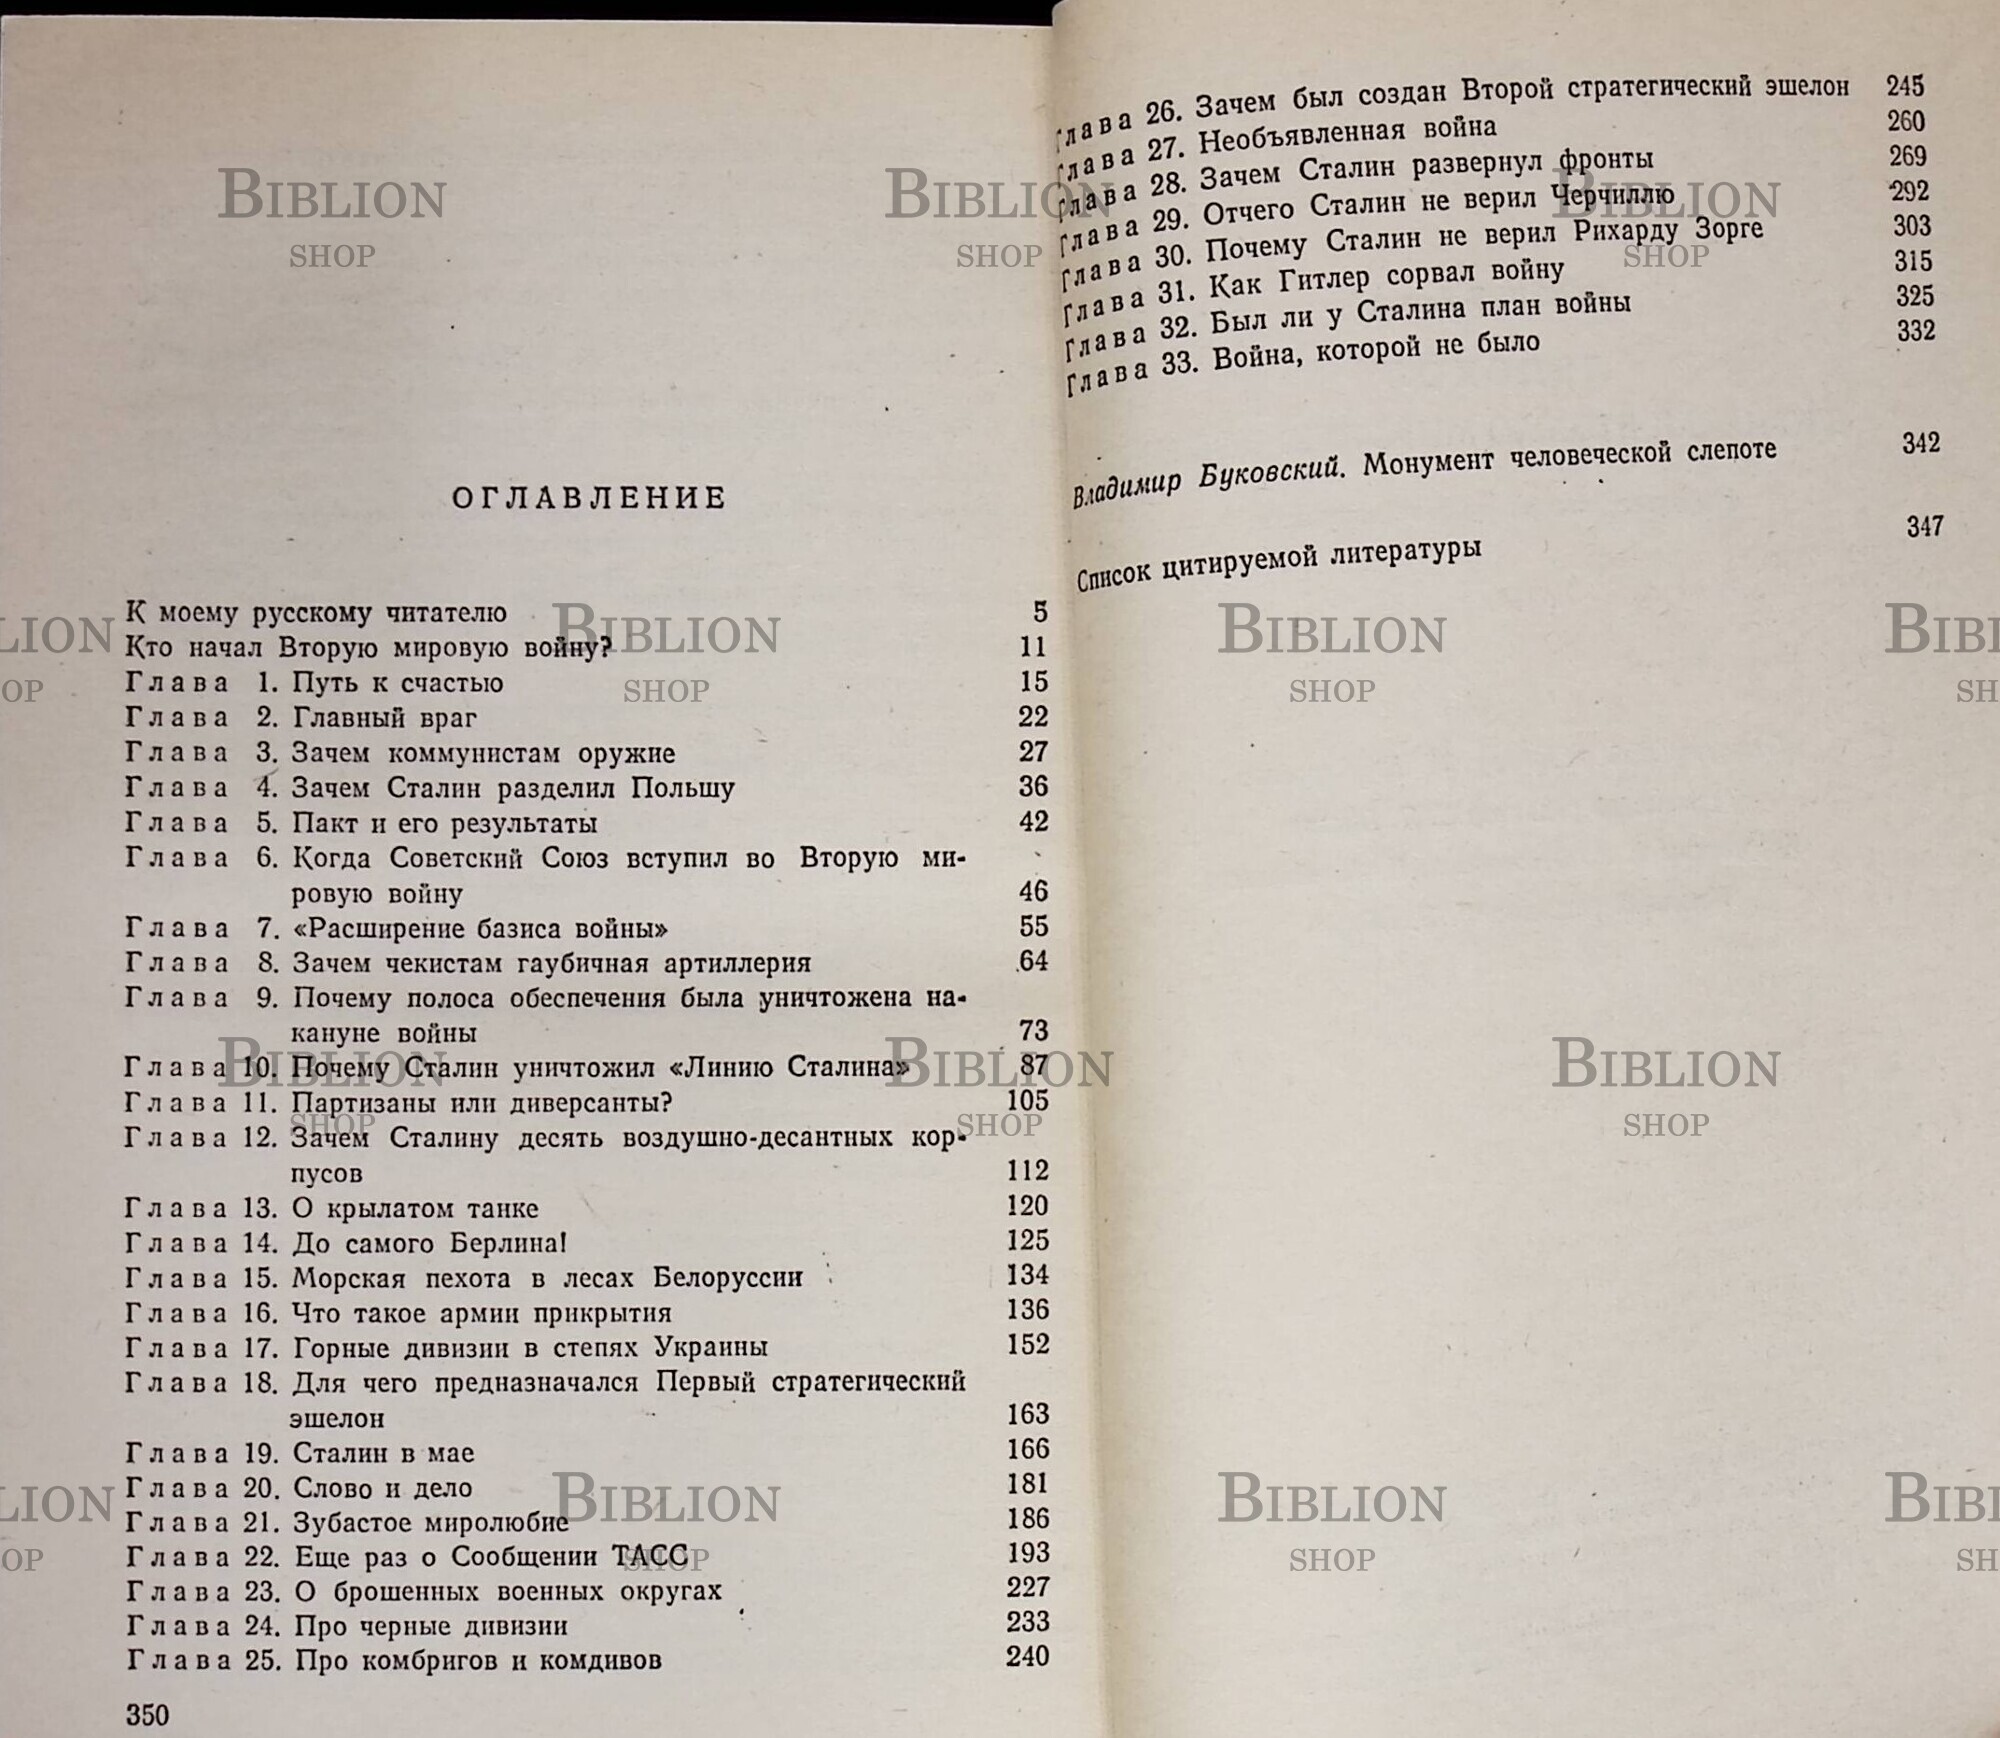 ОГЛАВЛЕНИЕ
К моему русскому читателю 5
Кто начал Вторую мировую войну? 11
Глава 1. Путь к счастью 15
Глава 2. Главный враг 22
Глава 3. Зачем коммунистам оружие 27
Глава 4. Зачем Сталин разделил Польшу 36
Глава 5. Пакт и его результаты 42
Глава 6. Когда Советский Союз вступил во Вторую ми-
ровую войну 46
Глава 7. «Расширение базиса войны» 55
Глава 8. Зачем чекистам гаубичная артиллерия 64
Глава 9. Почему полоса обеспечения была уничтожена на-
кануне войны 73
Глава 10. Почему Сталин уничтожил «Линию Сталина» 87
Глава 11. Партизаны или диверсанты? 105
Глава 12. Зачем Сталину десять воздушно-десантных кор-
пусов 112
Глава 13. О крылатом танке 120
Глава 14. До самого Берлина! 125
Глава 15. Морская пехота в лесах Белоруссии 134
Глава 16. Что такое армии прикрытия 136
Глава 17. Горные дивизии в степях Украины 152
Глава 18. Для чего предназначался Первый стратегический
эшелон 163
Глава 19. Сталин в мае 166
Глава 20. Слово и дело 181
Глава 21. Зубастое миролюбие 186
Глава 22. Еще раз о Сообщении ТАСС 193
Глава 23. О брошенных военных округах 227
Глава 24. Про черные дивизии 233
Глава 25. Про комбригов и комдивов 240
350
Глава 26. Зачем был создан Второй стратегический эшелон 245
Глава 27. Необъявленная война 260
Глава 28. Зачем Сталин развернул фронты 269
Глава 29. Отчего Сталин не верил Черчиллю 292
Глава 30. Почему Сталин не верил Рихарду Зорге 303
Глава 31. Как Гитлер сорвал войну 315
Глава 32. Был ли у Сталина план войны 325
Глава 33. Война, которой не было 332
Владимир Буковский. Монумент человеческой слепоте 342
Список цитируемой литературы 347
BIBLION
SHOP